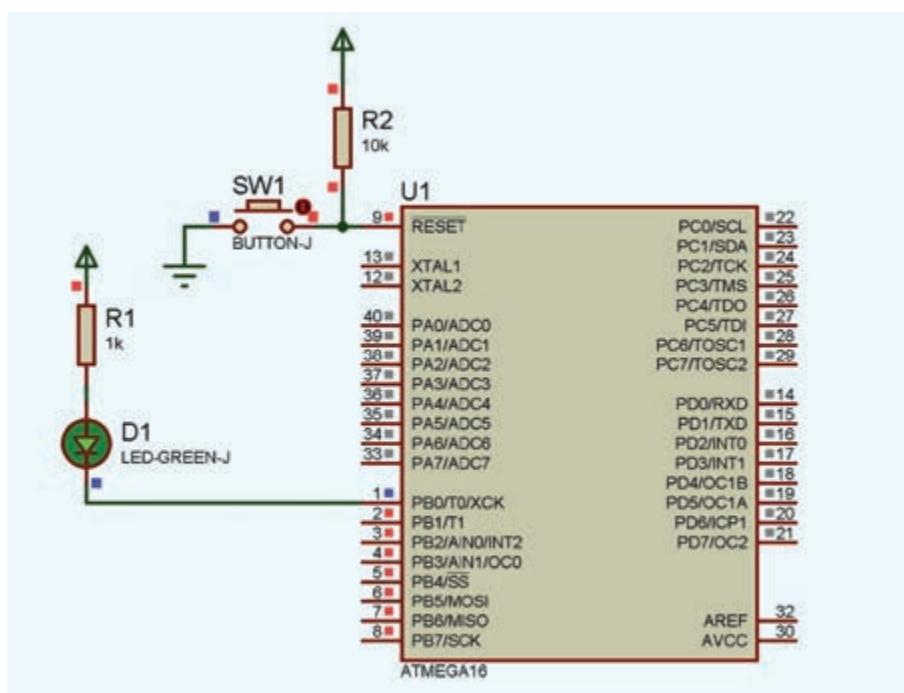 R2
10k
SW1
BUTTON-J
R1
1k
D1
LED-GREEN-J
U1
9 RESET
13 XTAL1
12 XTAL2
40 PA0/ADC0
39 PA1/ADC1
38 PA2/ADC2
37 PA3/ADC3
36 PA4/ADC4
35 PA5/ADC5
34 PA6/ADC6
33 PA7/ADC7
1 PB0/T0/XCK
2 PB1/T1
3 PB2/AIN0/INT2
4 PB3/AIN1/OC0
5 PB4/SS
6 PB5/MOSI
7 PB6/MISO
8 PB7/SCK
PC0/SCL 22
PC1/SDA 23
PC2/TCK 24
PC3/TMS 25
PC4/TDO 26
PC5/TDI 27
PC6/TOSC1 28
PC7/TOSC2 29
PD0/RXD 14
PD1/TXD 15
PD2/INT0 16
PD3/INT1 17
PD4/OC1B 18
PD5/OC1A 19
PD6/ICP1 20
PD7/OC2 21
AREF 32
AVCC 30
ATMEGA16